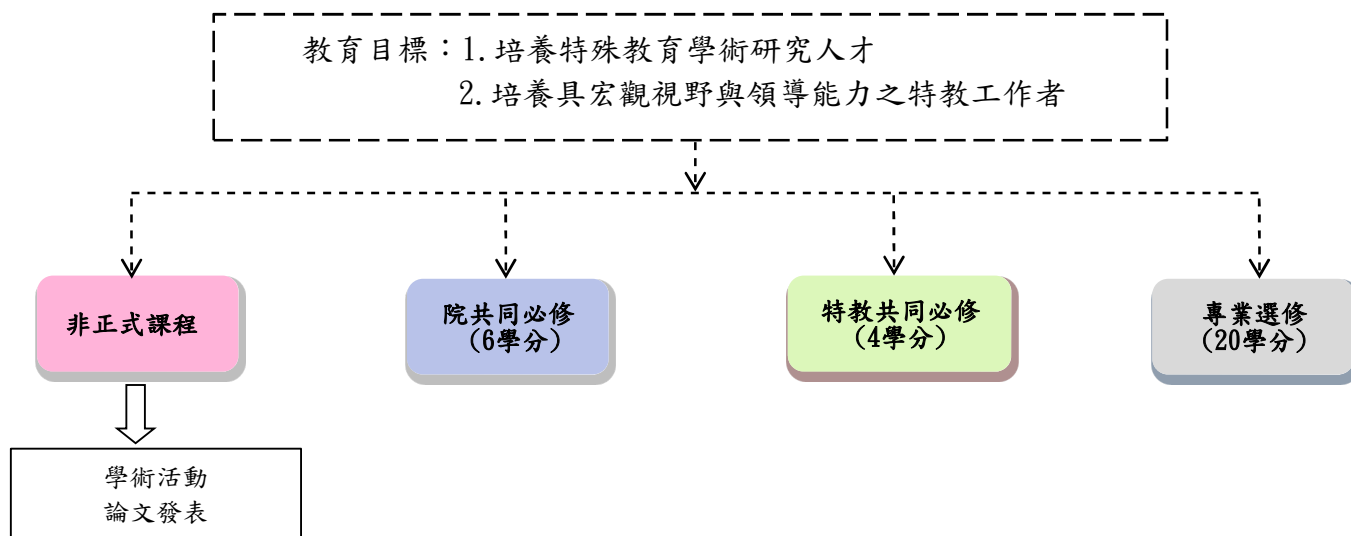 教育目標：1.培養特殊教育學術研究人才
2.培養具宏觀視野與領導能力之特教工作者
非正式課程
院共同必修
(6學分)
特教共同必修
(4學分)
專業選修
(20學分)
學術活動
論文發表